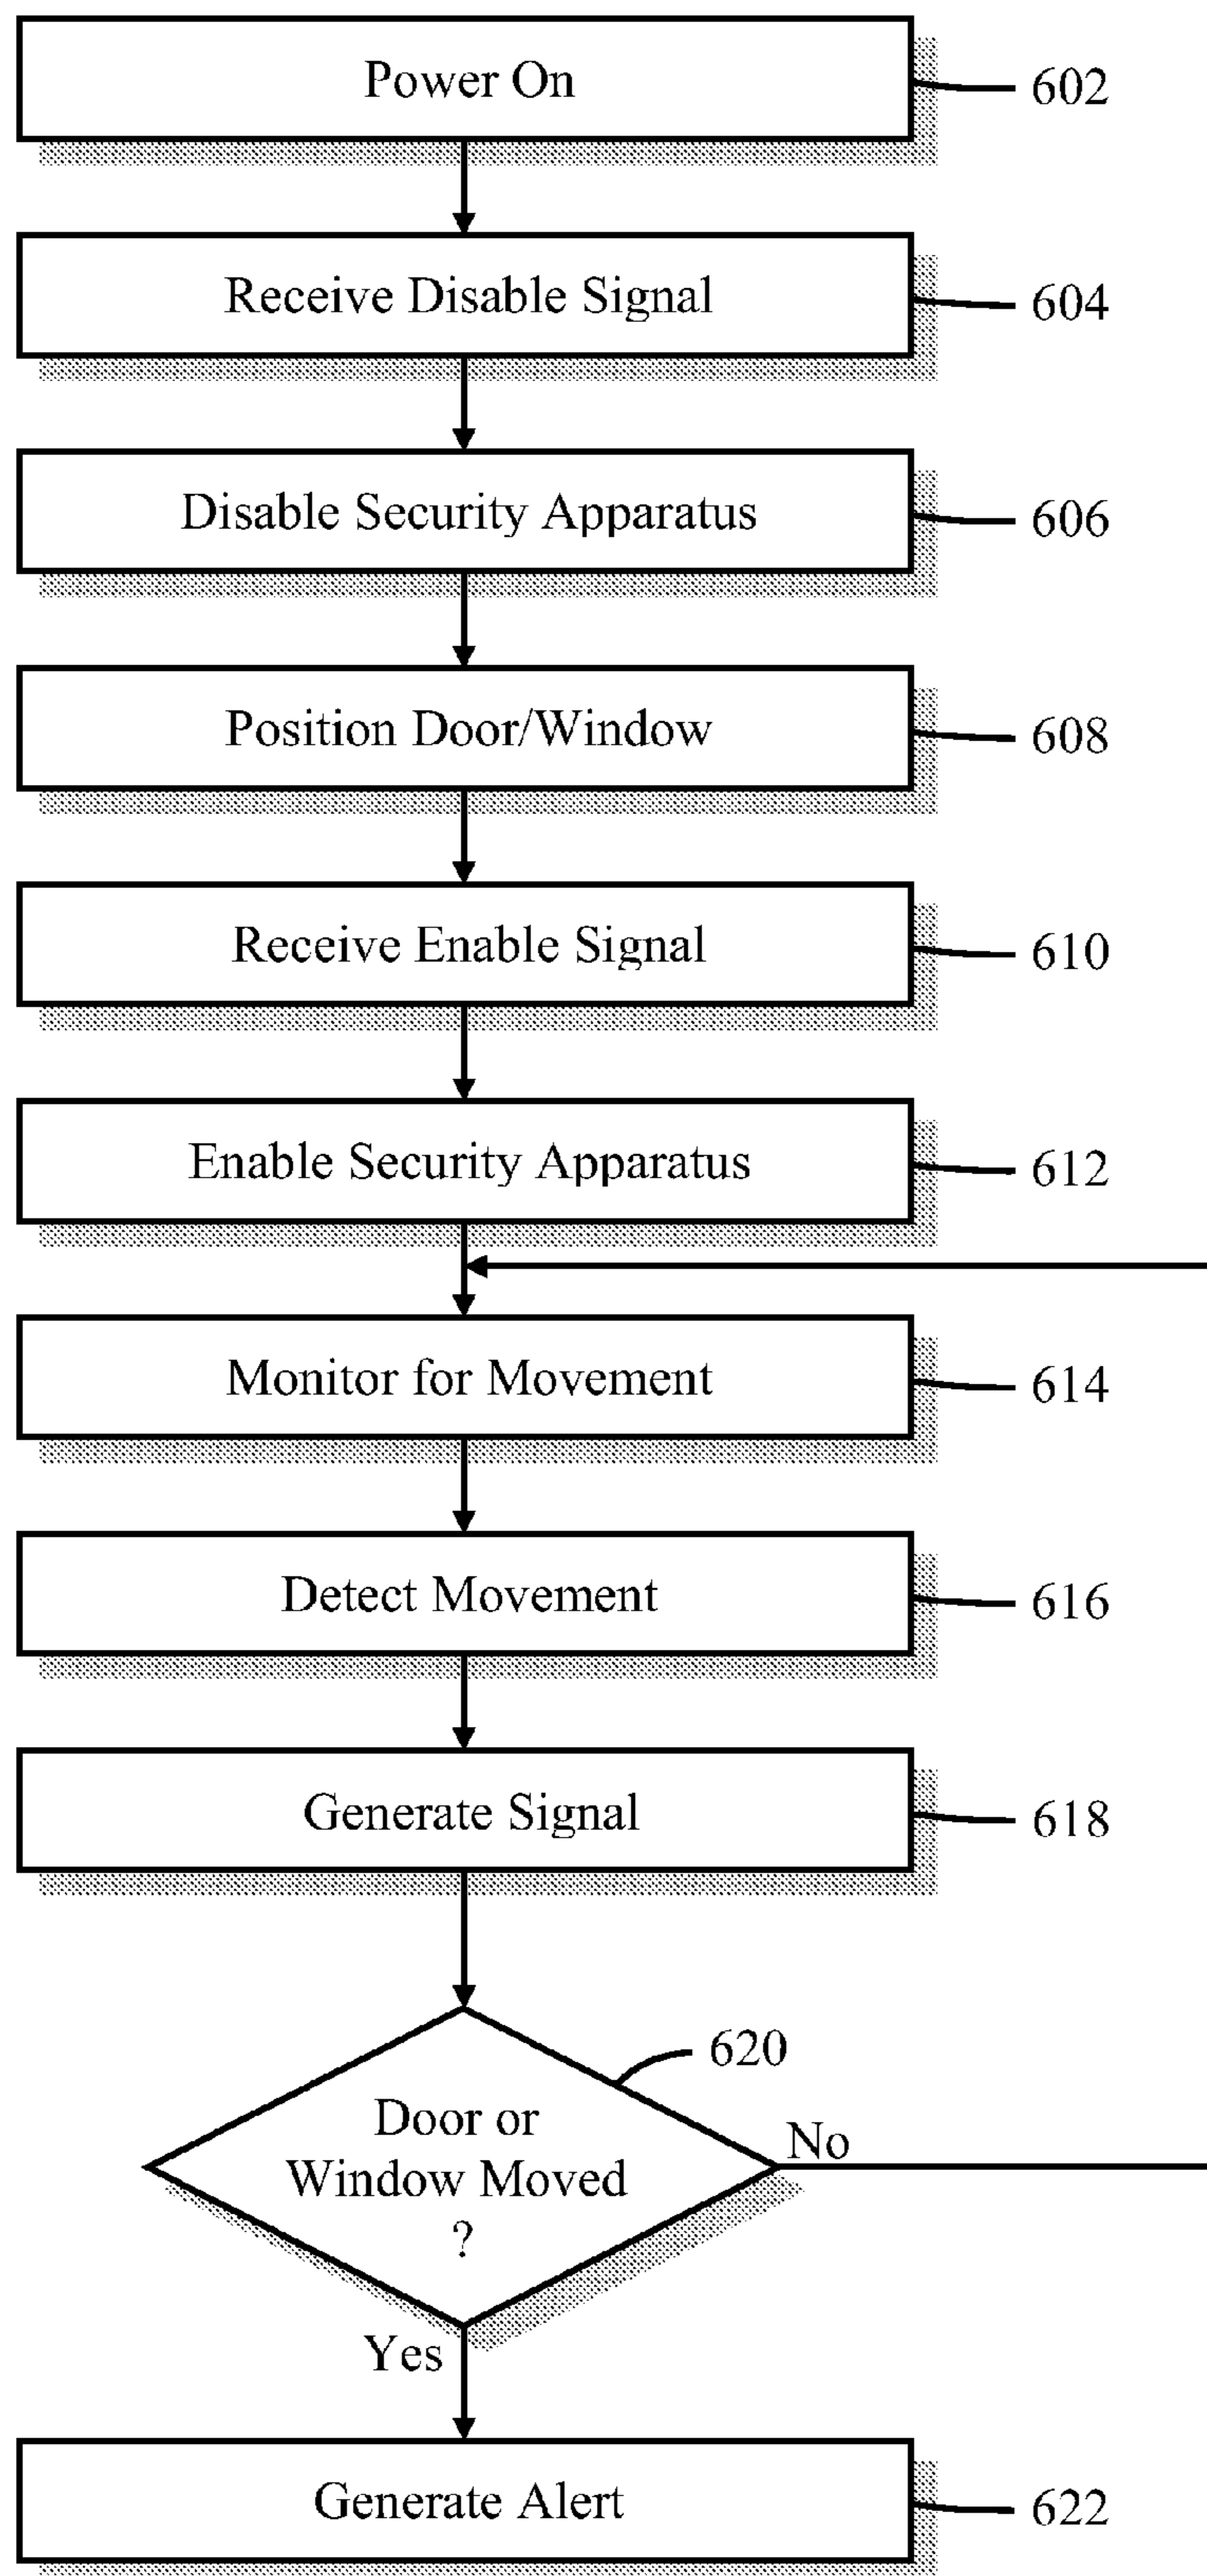 Power On
602
Receive Disable Signal
604
Disable Security Apparatus
606
Position Door/Window
608
Receive Enable Signal
610
Enable Security Apparatus
612
Monitor for Movement
614
Detect Movement
616
Generate Signal
618
620
Door or
Window Moved
?
No
Yes
Generate Alert
622